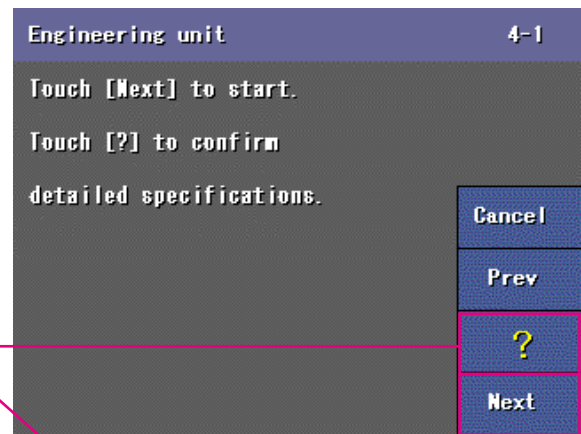 Engineering unit 4-1
Touch [Next] to start.
Touch [?] to confirm
detailed specifications.
Cancel
Prev
?
Next